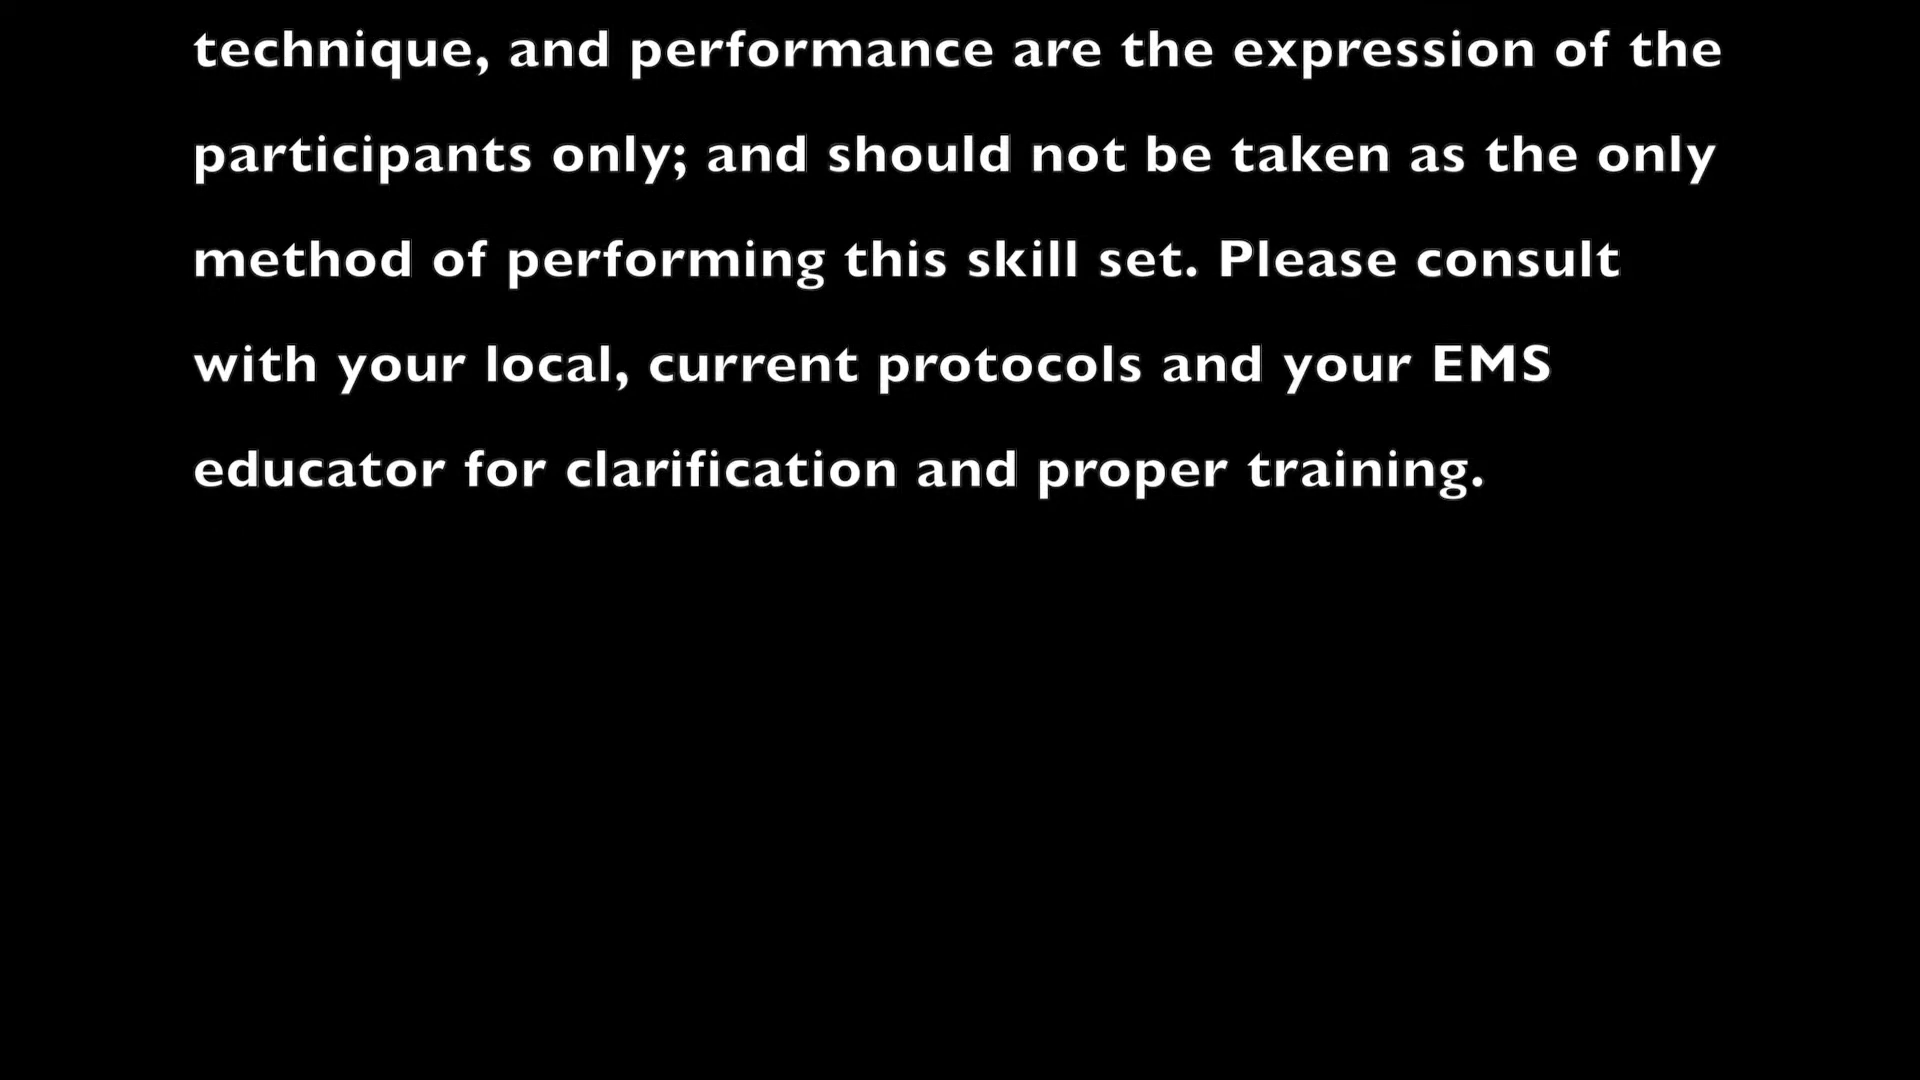 technique, and performance are the expression of the
participants only; and should not be taken as the only
method of performing this skill set. Please consult
with your local, current protocols and your EMS
educator for clarification and proper training.